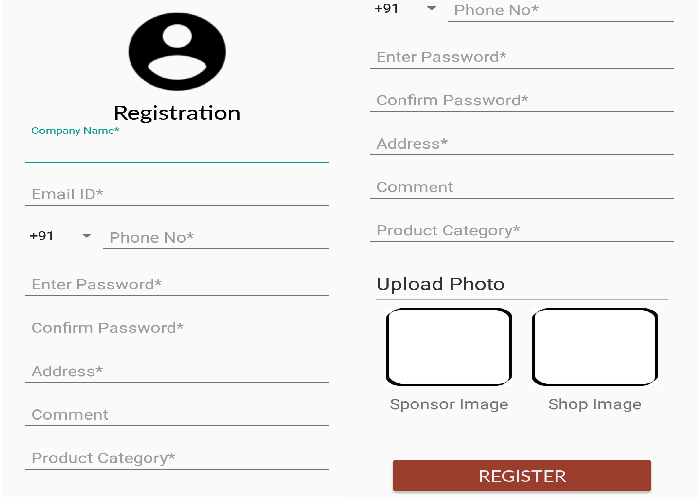 Registration
Company Name*
Email ID*
+91 Phone No*
Enter Password*
Confirm Password*
Address*
Comment
Product Category*
+91 Phone No*
Enter Password*
Confirm Password*
Address*
Comment
Product Category*
Upload Photo
Sponsor Image Shop Image
REGISTER